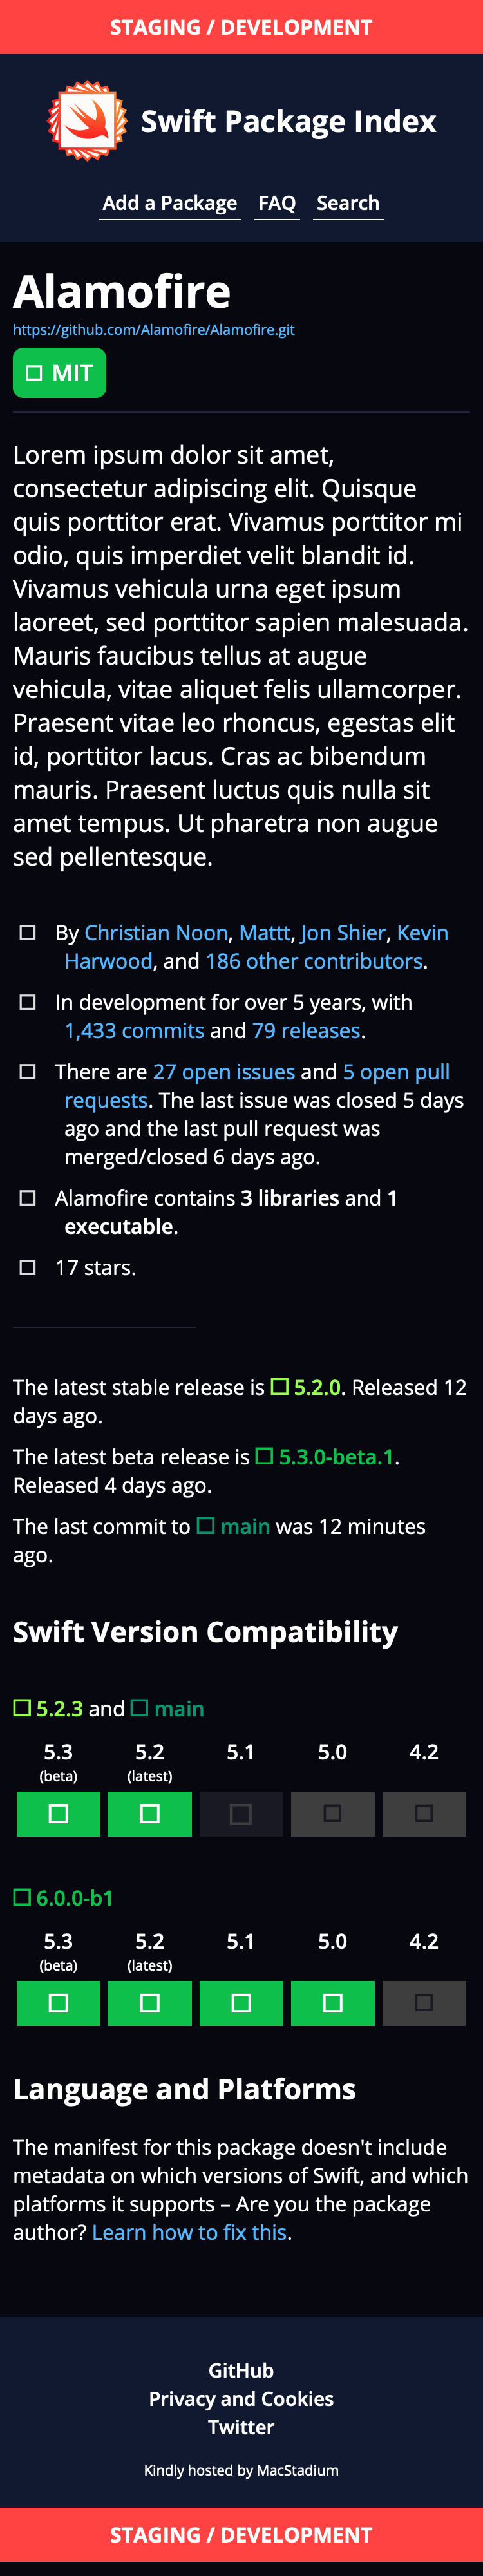 STAGING / DEVELOPMENT
Swift Package Index
Add a Package FAQ Search
Alamofire
https://github.com/Alamofire/Alamofire.git
MIT
Lorem ipsum dolor sit amet,
consectetur adipiscing elit. Quisque
quis porttitor erat. Vivamus porttitor mi
odio, quis imperdiet velit blandit id.
Vivamus vehicula urna eget ipsum
laoreet, sed porttitor sapien malesuada.
Mauris faucibus tellus at augue
vehicula, vitae aliquet felis ullamcorper.
Praesent vitae leo rhoncus, egestas elit
id, porttitor lacus. Cras ac bibendum
mauris. Praesent luctus quis nulla sit
amet tempus. Ut pharetra non augue
sed pellentesque.
By Christian Noon, Mattt, Jon Shier, Kevin
Harwood, and 186 other contributors.
In development for over 5 years, with
1,433 commits and 79 releases.
There are 27 open issues and 5 open pull
requests. The last issue was closed 5 days
ago and the last pull request was
merged/closed 6 days ago.
Alamofire contains 3 libraries and 1
executable.
17 stars.
The latest stable release is 5.2.0. Released 12
days ago.
The latest beta release is 5.3.0-beta.1.
Released 4 days ago.
The last commit to main was 12 minutes
ago.
Swift Version Compatibility
5.2.3 and main
5.3 5.2 5.1 5.0 4.2
(beta) (latest)
6.0.0-b1
5.3 5.2 5.1 5.0 4.2
(beta) (latest)
Language and Platforms
The manifest for this package doesn't include
metadata on which versions of Swift, and which
platforms it supports – Are you the package
author? Learn how to fix this.
GitHub
Privacy and Cookies
Twitter
Kindly hosted by MacStadium
STAGING / DEVELOPMENT